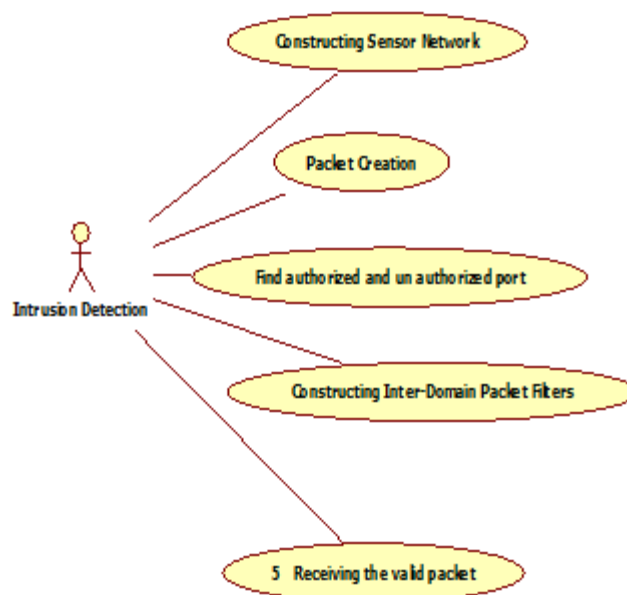 Constructing Sensor Network
Packet Creation
Find authorized and un authorized port
Intrusion Detection
Constructing Inter-Domain Packet Filters
5 Receiving the valid packet